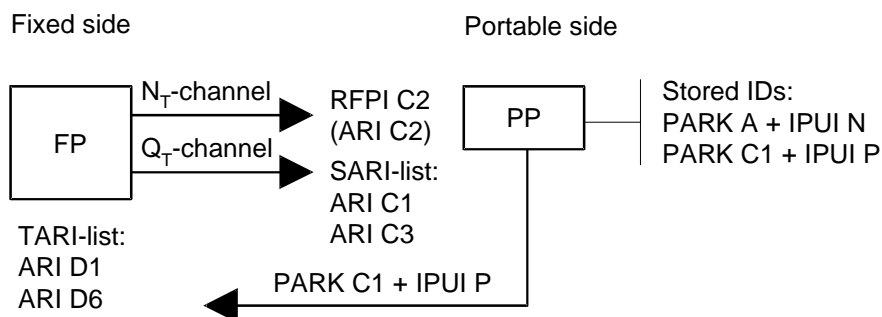 Fixed side
Portable side
N_T-channel
RFPI C2
(ARI C2)
FP
Q_T-channel
SARI-list:
ARI C1
ARI C3
PP
Stored IDs:
PARK A + IPUI N
PARK C1 + IPUI P
TARI-list:
ARI D1
ARI D6
PARK C1 + IPUI P